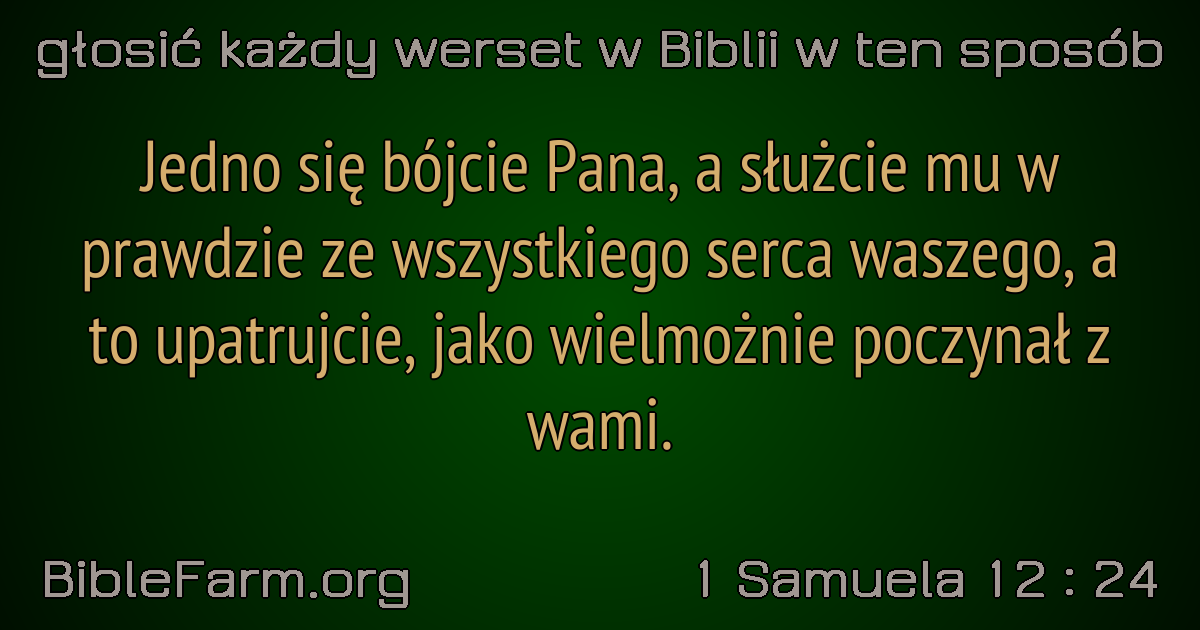 głosić każdy werset w Biblii w ten sposób
Jedno się bójcie Pana, a służcie mu w
prawdzie ze wszystkiego serca waszego, a
to upatrujcie, jako wielmożnie poczynał z
wami.
BibleFarm.org
1 Samuela 12 : 24